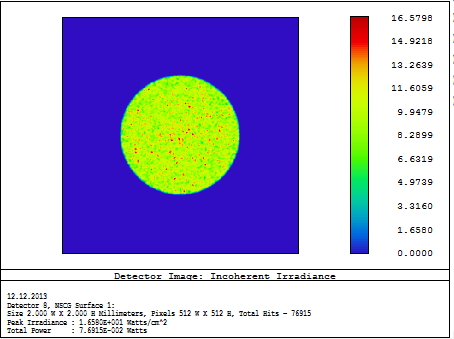 16.5798
14.9218
13.2639
11.6059
9.9479
8.2899
6.6319
4.9739
3.3160
1.6580
0.0000
Detector Image: Incoherent Irradiance
12.12.2013
Detector 8, NSCG Surface 1:
Size 2.000 W X 2.000 H Millimeters, Pixels 512 W X 512 H, Total Hits = 76915
Peak Irradiance : 1.6580E+001 Watts/cm^2
Total Power : 7.6915E-002 Watts